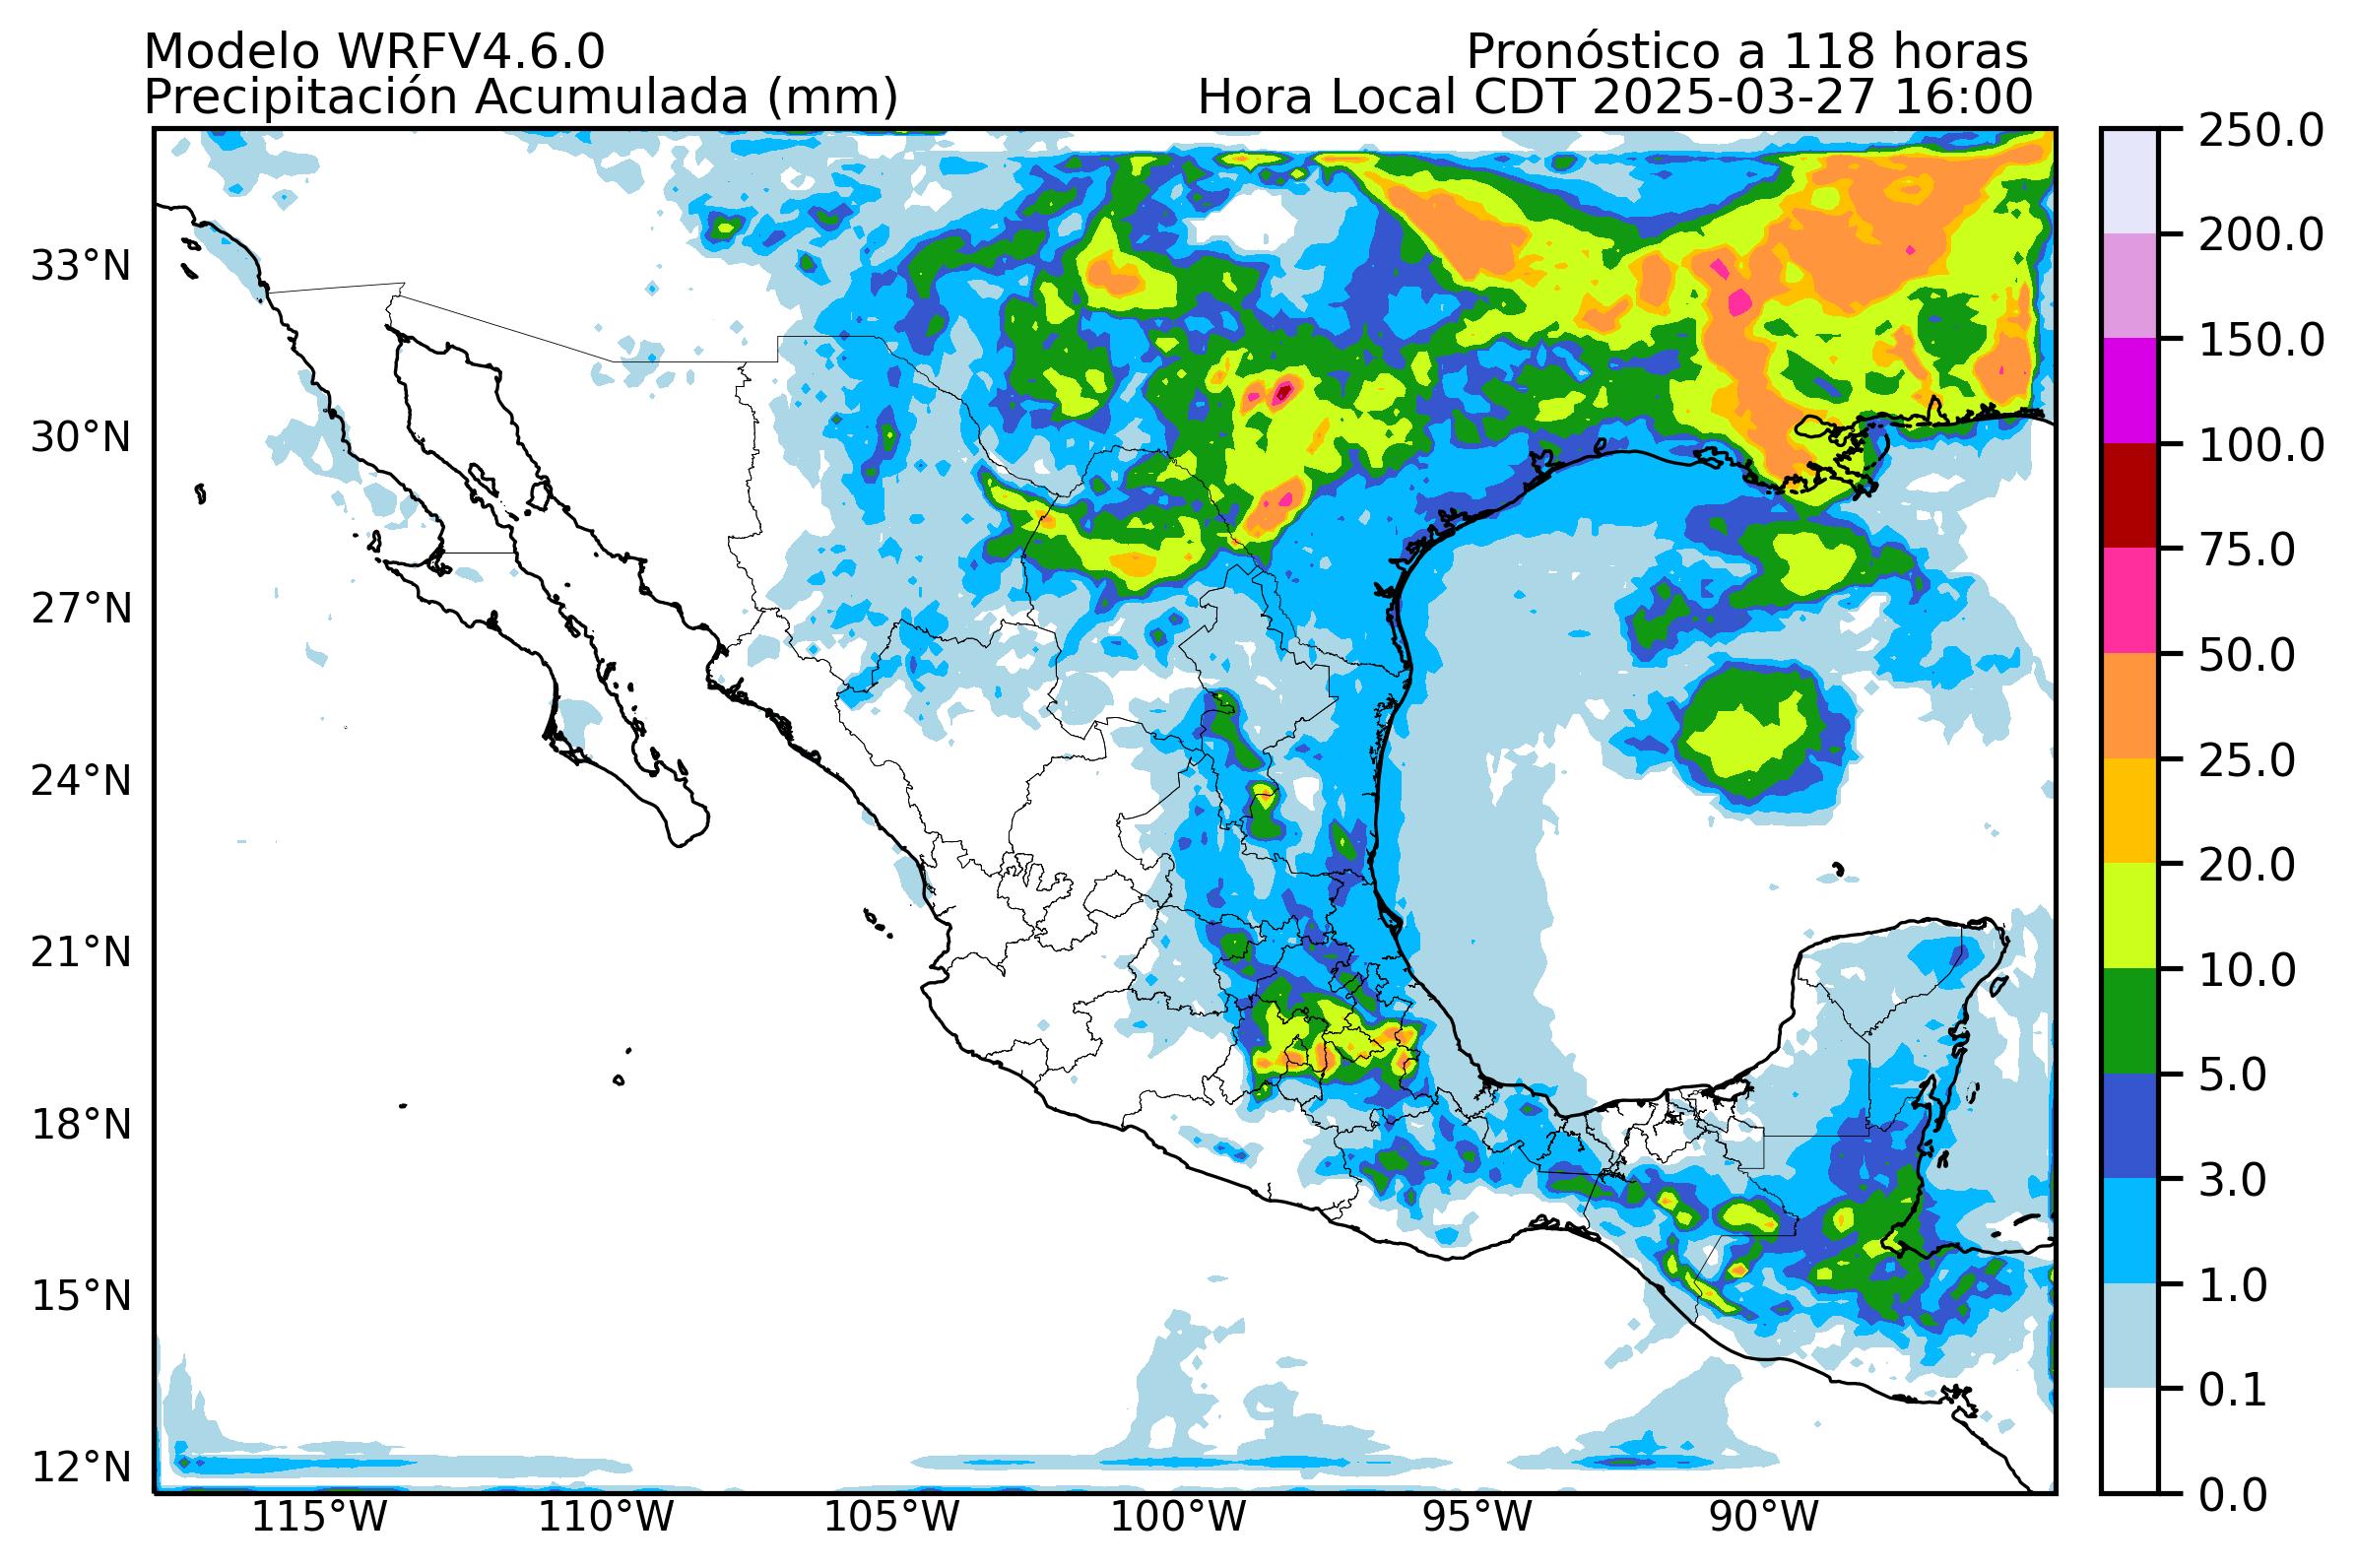 Modelo WRFV4.6.0
Pronóstico a 118 horas
Precipitación Acumulada (mm)
Hora Local CDT 2025-03-27 16:00
33°N
30°N
27°N
24°N
21°N
18°N
15°N
12°N
115°W
110°W
105°W
100°W
95°W
90°W
250.0
200.0
150.0
100.0
75.0
50.0
25.0
20.0
10.0
5.0
3.0
1.0
0.1
0.0